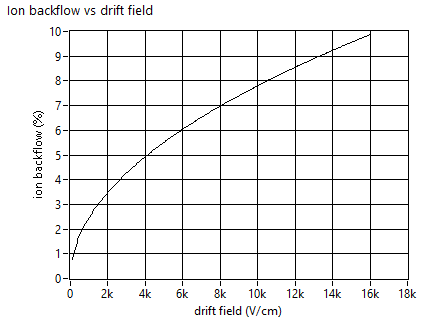 Ion backflow vs drift field
10
9
8
7
6
5
4
3
2
1
0
ion backflow (%)
0 2k 4k 6k 8k 10k 12k 14k 16k 18k
drift field (V/cm)